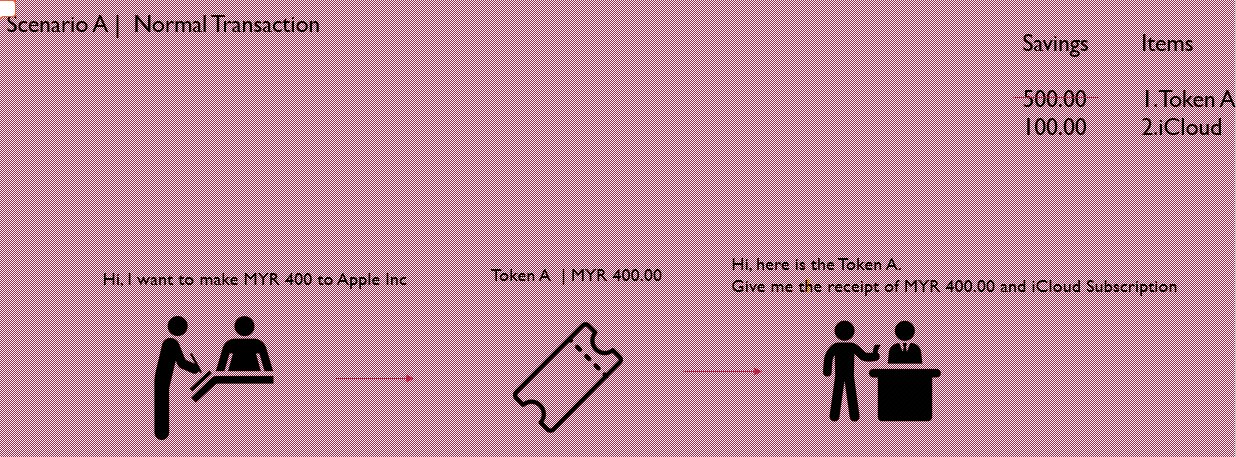 Scenario A | Normal Transaction
Savings Items
500.00 1.Token A
100.00 2.iCloud
Hi, I want to make MYR 400 to Apple Inc
Token A | MYR 400.00
Hi, here is the Token A.
Give me the receipt of MYR 400.00 and iCloud Subscription